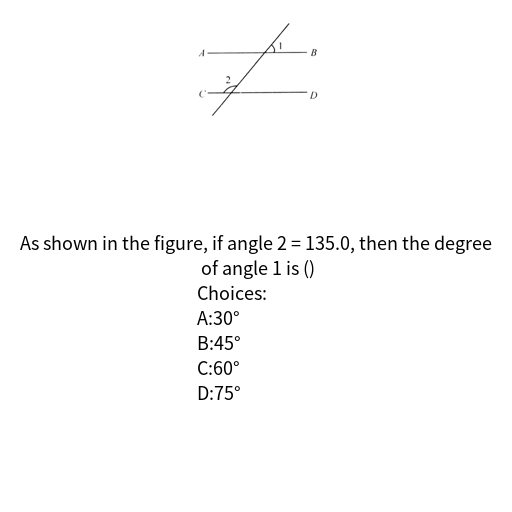 A
1
B
2
C
D
As shown in the figure, if angle 2 = 135.0, then the degree
of angle 1 is ()
Choices:
A:30°
B:45°
C:60°
D:75°